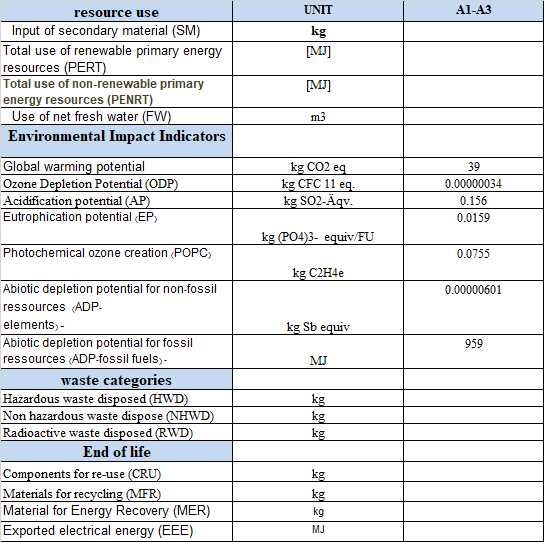 resource use UNIT A1-A3
Input of secondary material (SM) kg
Total use of renewable primary energy
resources (PERT) [MJ]
Total use of non-renewable primary
energy resources (PENRT) [MJ]
Use of net fresh water (FW) m3
Environmental Impact Indicators
Global warming potential kg CO2 eq 39
Ozone Depletion Potential (ODP) kg CFC 11 eq. 0.00000034
Acidification potential (AP) kg SO2-Äqv. 0.156
Eutrophication potential (EP) 0.0159
kg (PO4)3- equiv/FU
Photochemical ozone creation (POPC) 0.0755
kg C2H4e
Abiotic depletion potential for non-fossil 0.00000601
ressources (ADP-
elements) - kg Sb equiv
Abiotic depletion potential for fossil 959
ressources (ADP-fossil fuels) - MJ
waste categories
Hazardous waste disposed (HWD) kg
Non hazardous waste dispose (NHWD) kg
Radioactive waste disposed (RWD) kg
End of life
Components for re-use (CRU) kg
Materials for recycling (MFR) kg
Material for Energy Recovery (MER) kg
Exported electrical energy (EEE) MJ